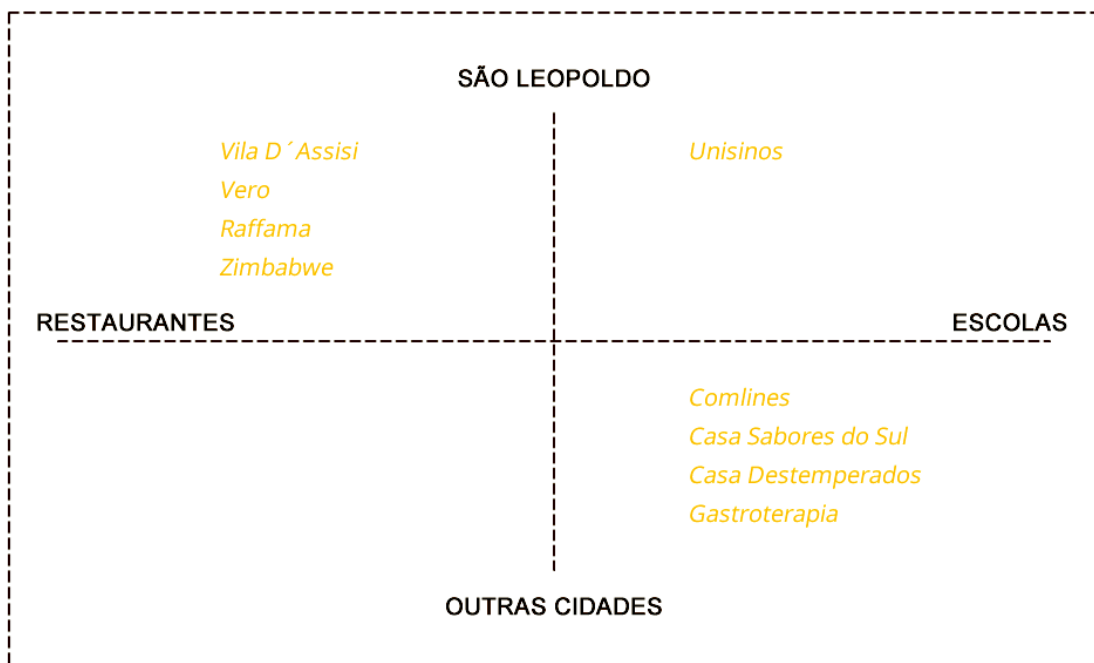 SÃO LEOPOLDO
Vila D´Assisi
Vero
Raffama
Zimbabwe
Unisinos
RESTAURANTES
ESCOLAS
Comlines
Casa Sabores do Sul
Casa Destemperados
Gastroterapia
OUTRAS CIDADES